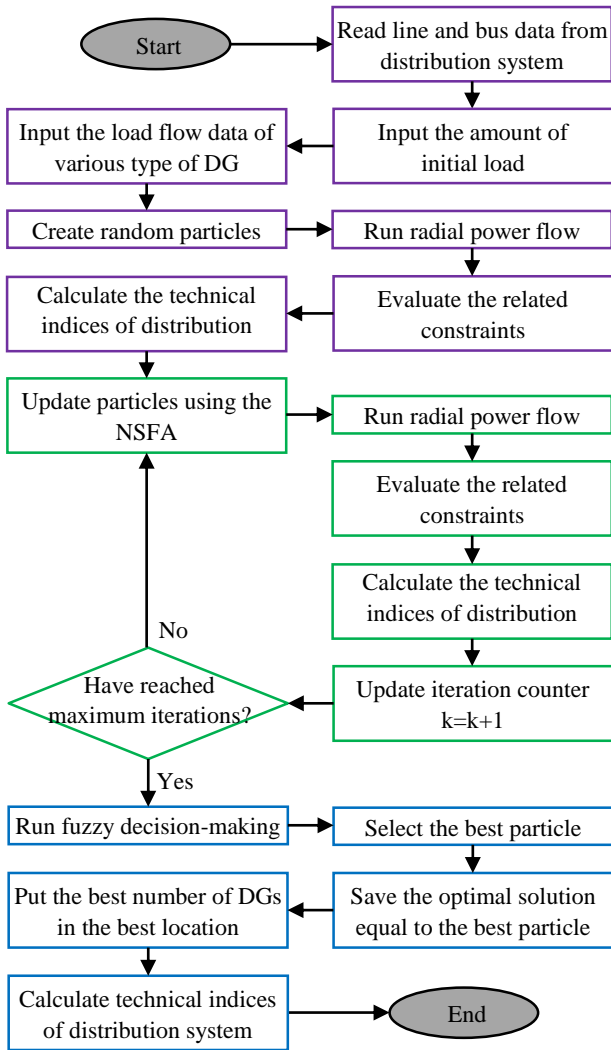 Start
Read line and bus data from
distribution system
Input the amount of
initial load
Input the load flow data of
various type of DG
Create random particles
Run radial power flow
Evaluate the related
constraints
Calculate the technical
indices of distribution
Update particles using the
NSFA
Run radial power flow
Evaluate the related
constraints
Calculate the technical
indices of distribution
Update iteration counter
k=k+1
Have reached
maximum iterations?
No
Yes
Run fuzzy decision-making
Select the best particle
Save the optimal solution
equal to the best particle
Put the best number of DGs
in the best location
Calculate technical indices
of distribution system
End